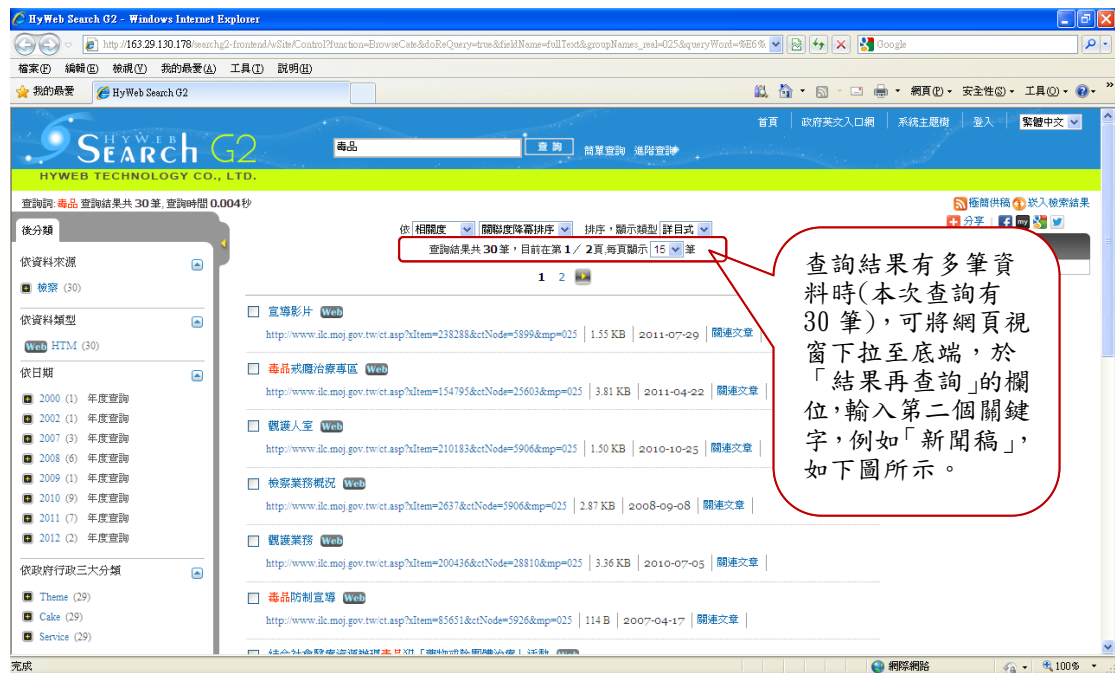 HyWeb Search G2 - Windows Internet Explorer
http://163.29.130.178/searchg2-frontend/wSite/Control?function=BrowseCate&doReQuery=true&fieldName=fullText&groupNames_real=025&queryWord=%E6%
Google
檔案(F) 編輯(E) 檢視(V) 我的最愛(A) 工具(T) 說明(H)
我的最愛 HyWeb Search G2 網頁(P) 安全性(S) 工具(O) »
首頁 政府英文入口網 系統主題樹 登入 繁體中文
HYWEB
SEARCh G2
毒品 查詢 簡單查詢 進階查詢
HYWEB TECHNOLOGY CO., LTD.
查詢詞:毒品 查詢結果共 30 筆, 查詢時間 0.004秒 極簡供稿 崁入檢索結果
分享
後分類
依 相關度 關聯度降冪排序 排序,顯示類型 詳目式
查詢結果共 30 筆,目前在第 1 / 2頁,每頁顯示 15 筆
1 2
依資料來源
檢察 (30)
依資料類型
Web HTM (30)
依日期
2000 (1) 年度查詢
2002 (1) 年度查詢
2007 (3) 年度查詢
2008 (6) 年度查詢
2009 (1) 年度查詢
2010 (9) 年度查詢
2011 (7) 年度查詢
2012 (2) 年度查詢
依政府行政三大分類
Theme (29)
Cake (29)
Service (29)
宣導影片 Web
http://www.ilc.moj.gov.tw/ct.asp?xItem=238288&ctNode=5899&mp=025 | 1.55 KB | 2011-07-29 | 關連文章 |
毒品戒癮治療專區 Web
http://www.ilc.moj.gov.tw/ct.asp?xItem=154795&ctNode=25603&mp=025 | 3.81 KB | 2011-04-22 | 關連文章 |
觀護人室 Web
http://www.ilc.moj.gov.tw/ct.asp?xItem=210183&ctNode=5906&mp=025 | 1.50 KB | 2010-10-25 | 關連文章 |
檢察業務概況 Web
http://www.ilc.moj.gov.tw/ct.asp?xItem=2637&ctNode=5906&mp=025 | 2.87 KB | 2008-09-08 | 關連文章 |
觀護業務 Web
http://www.ilc.moj.gov.tw/ct.asp?xItem=200436&ctNode=28810&mp=025 | 3.36 KB | 2010-07-05 | 關連文章 |
毒品防制宣導 Web
http://www.ilc.moj.gov.tw/ct.asp?xItem=85651&ctNode=5926&mp=025 | 114 B | 2007-04-17 | 關連文章 |
查詢結果有多筆資
料時(本次查詢有
30 筆),可將網頁視
窗下拉至底端,於
「結果再查詢」的欄
位,輸入第二個關鍵
字,例如「新聞稿」,
如下圖所示。
完成 網際網路 100%